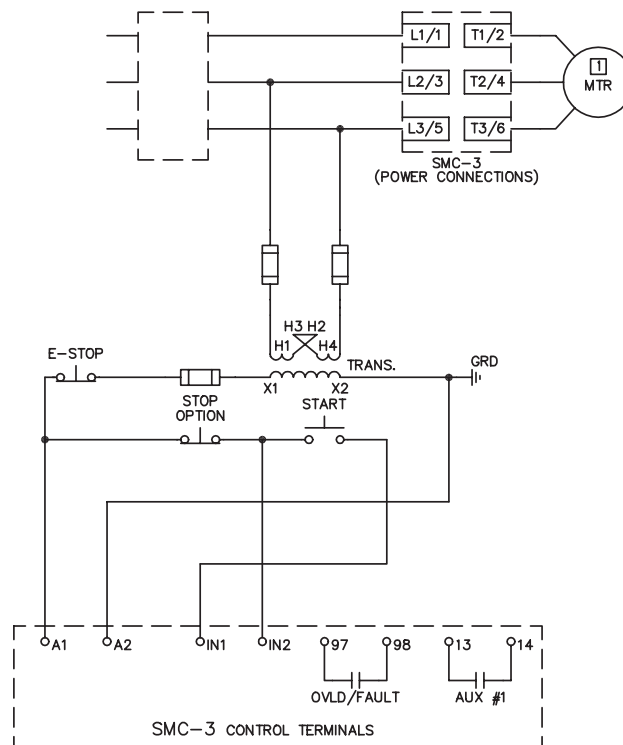 L1/1 T1/2
1
L2/3 T2/4 MTR
L3/5 T3/6
SMC-3
(POWER CONNECTIONS)
H3 H2
H1 H4
E-STOP TRANS. GRD
X1 X2
STOP
OPTION
START
A1 A2 IN1 IN2 97 98 13 14
OVLD/FAULT AUX #1
SMC-3 CONTROL TERMINALS